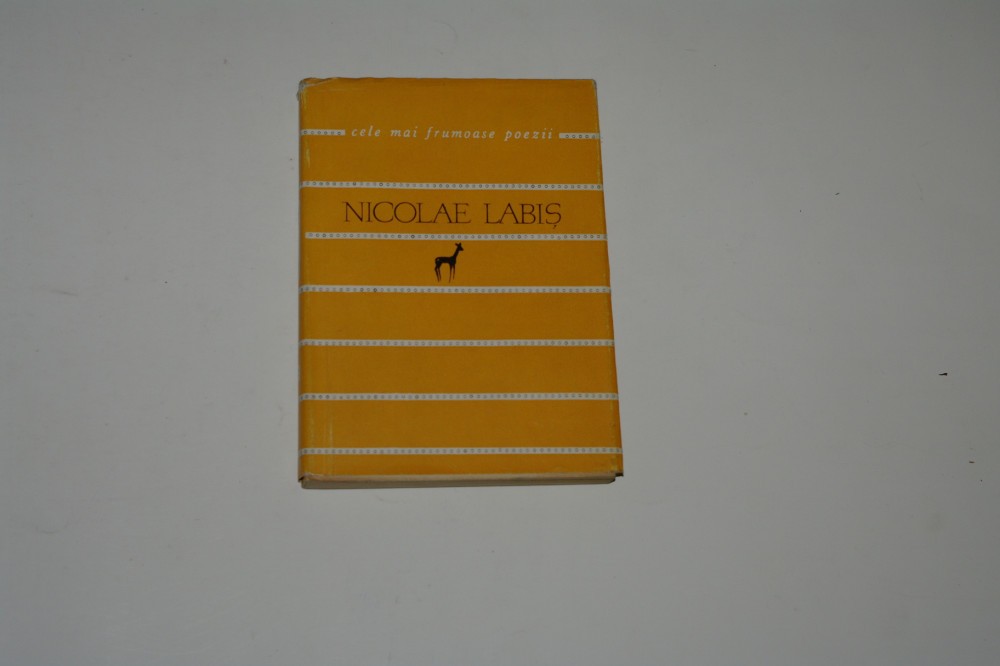 cele mai frumoase poezii
NICOLAE LABIȘ